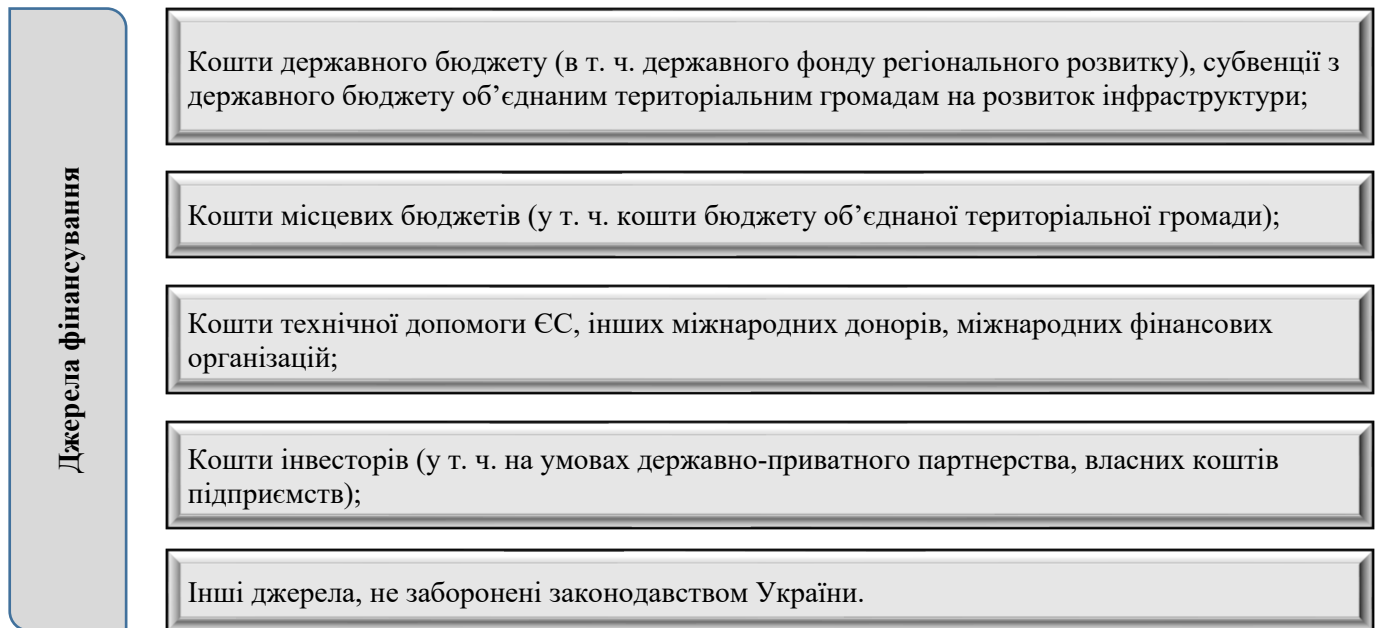 Джерела фінансування
Кошти державного бюджету (в т. ч. державного фонду регіонального розвитку), субвенції з
державного бюджету об’єднаним територіальним громадам на розвиток інфраструктури;
Кошти місцевих бюджетів (у т. ч. кошти бюджету об’єднаної територіальної громади);
Кошти технічної допомоги ЄС, інших міжнародних донорів, міжнародних фінансових
організацій;
Кошти інвесторів (у т. ч. на умовах державно-приватного партнерства, власних коштів
підприємств);
Інші джерела, не заборонені законодавством України.